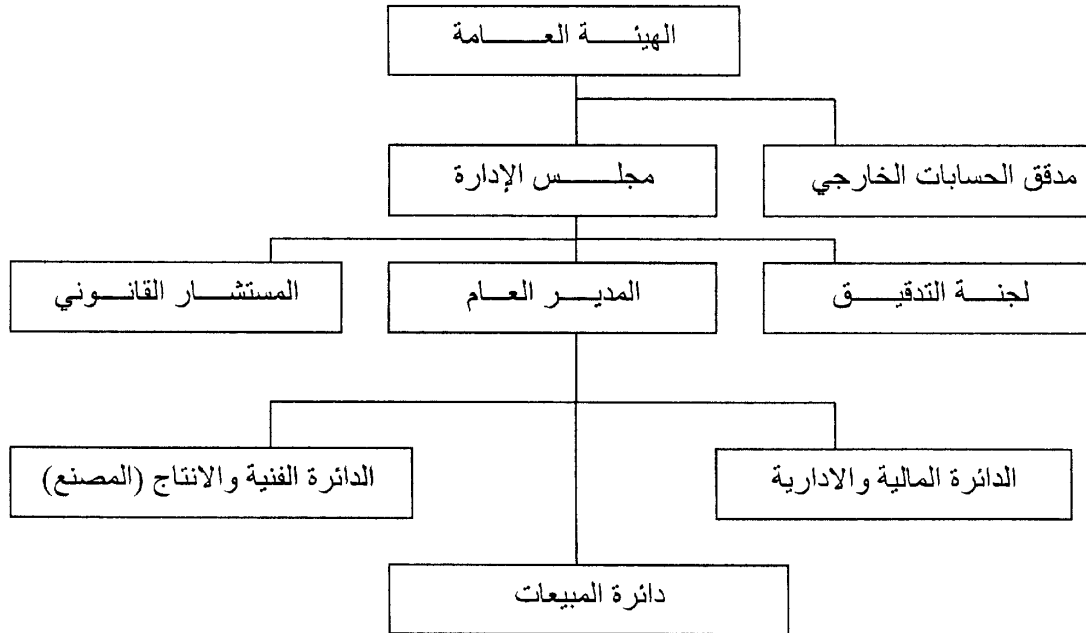 الهيئة العامة
مدقق الحسابات الخارجي
مجلس الإدارة
لجنة التدقيق
المدير العام
المستشار القانوني
الدائرة المالية والادارية
الدائرة الفنية والانتاج (المصنع)
دائرة المبيعات